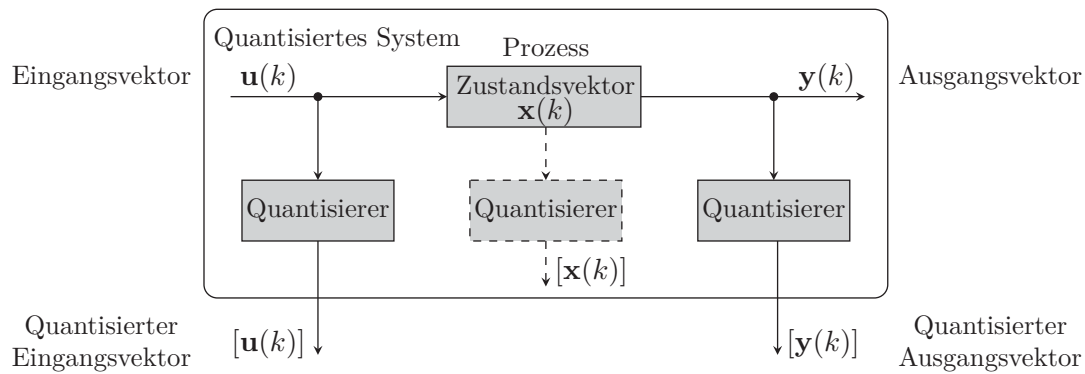 Quantisiertes System
Prozess
Eingangsvektor
u(k)
Zustandsvektor
x(k)
y(k)
Ausgangsvektor
Quantisierer
Quantisierer
Quantisierer
[x(k)]
Quantisierter
Eingangsvektor
[u(k)]
[y(k)]
Quantisierter
Ausgangsvektor